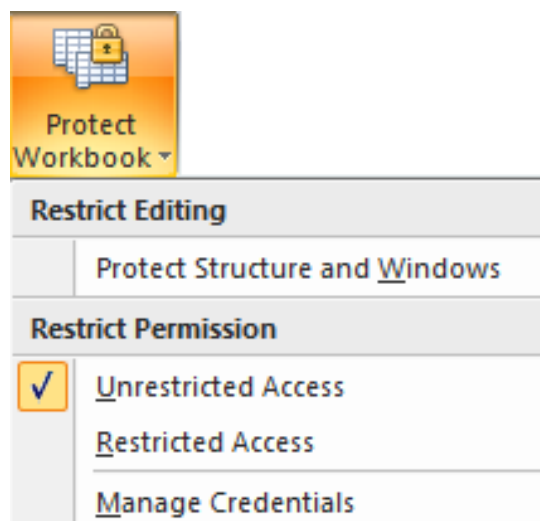 Protect
Workbook
Restrict Editing
Protect Structure and Windows
Restrict Permission
Unrestricted Access
Restricted Access
Manage Credentials